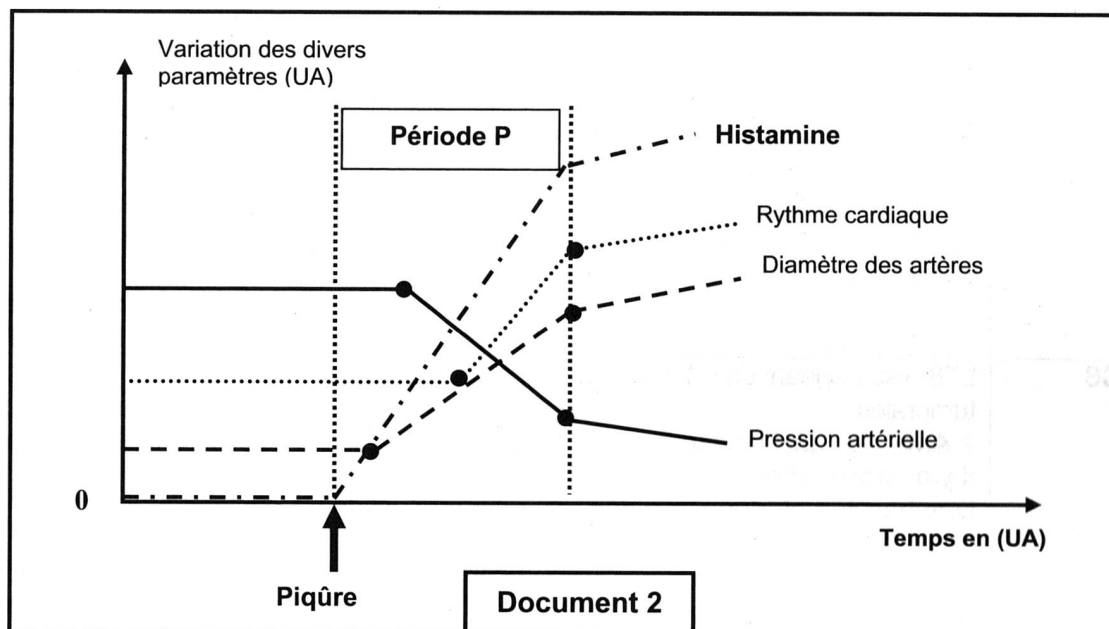 Variation des divers
paramètres (UA)
Période P
Histamine
Rythme cardiaque
Diamètre des artères
Pression artérielle
0
Temps en (UA)
Piqûre
Document 2